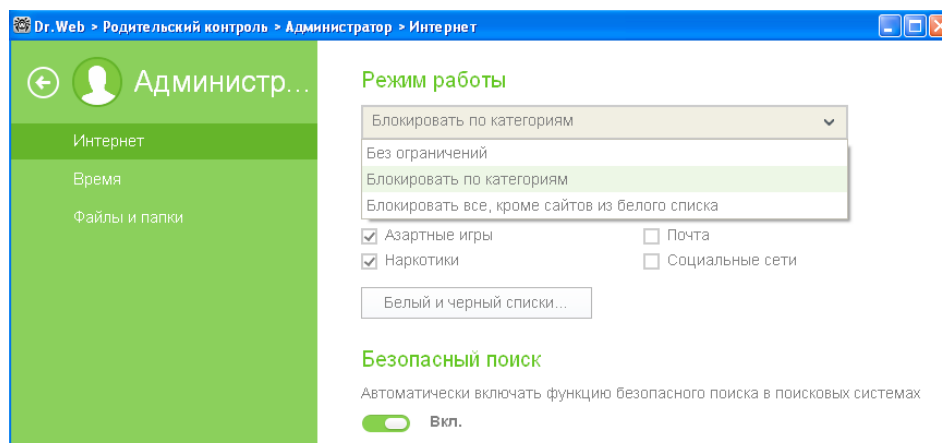 Dr.Web > Родительский контроль > Администратор > Интернет
Администр...
Интернет
Время
Файлы и папки
Режим работы
Блокировать по категориям
Без ограничений
Блокировать по категориям
Блокировать все, кроме сайтов из белого списка
Азартные игры Почта
Наркотики Социальные сети
Белый и черный списки...
Безопасный поиск
Автоматически включать функцию безопасного поиска в поисковых системах
Вкл.